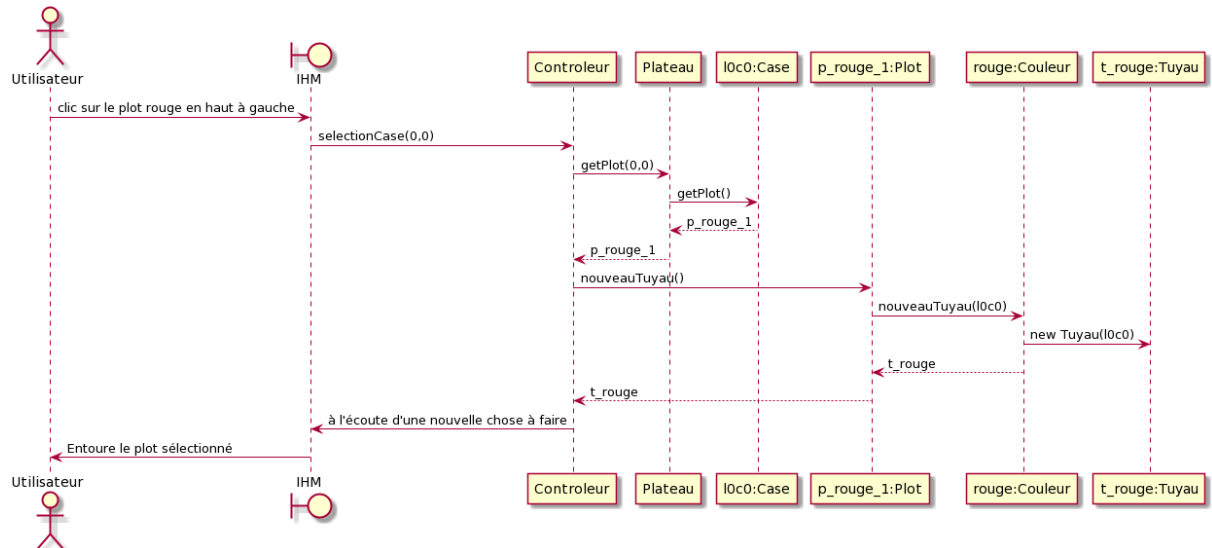 Utilisateur
IHM
Controleur
Plateau
l0c0:Case
p_rouge_1:Plot
rouge:Couleur
t_rouge:Tuyau
clic sur le plot rouge en haut à gauche
selectionCase(0,0)
getPlot(0,0)
getPlot()
p_rouge_1
p_rouge_1
nouveauTuyau()
nouveauTuyau(l0c0)
new Tuyau(l0c0)
t_rouge
t_rouge
à l'écoute d'une nouvelle chose à faire
Entoure le plot sélectionné
Utilisateur
IHM
Controleur
Plateau
l0c0:Case
p_rouge_1:Plot
rouge:Couleur
t_rouge:Tuyau